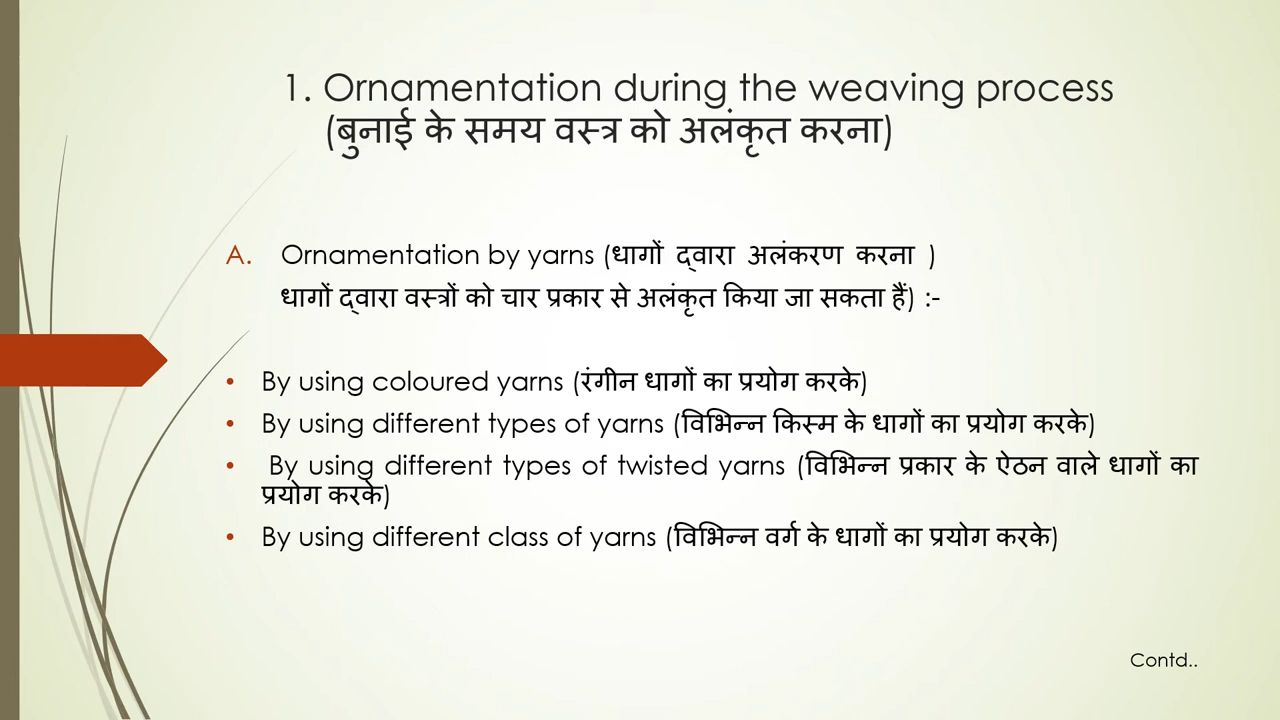 1. Ornamentation during the weaving process
(बुनाई के समय वस्त्र को अलंकृत करना)
A. Ornamentation by yarns (धागों द्वारा अलंकरण करना )
धागों द्वारा वस्त्रों को चार प्रकार से अलंकृत किया जा सकता हैं) :-
• By using coloured yarns (रंगीन धागों का प्रयोग करके)
• By using different types of yarns (विभिन्न किस्म के धागों का प्रयोग करके)
• By using different types of twisted yarns (विभिन्न प्रकार के ऐठन वाले धागों का
प्रयोग करके)
• By using different class of yarns (विभिन्न वर्ग के धागों का प्रयोग करके)
Contd..